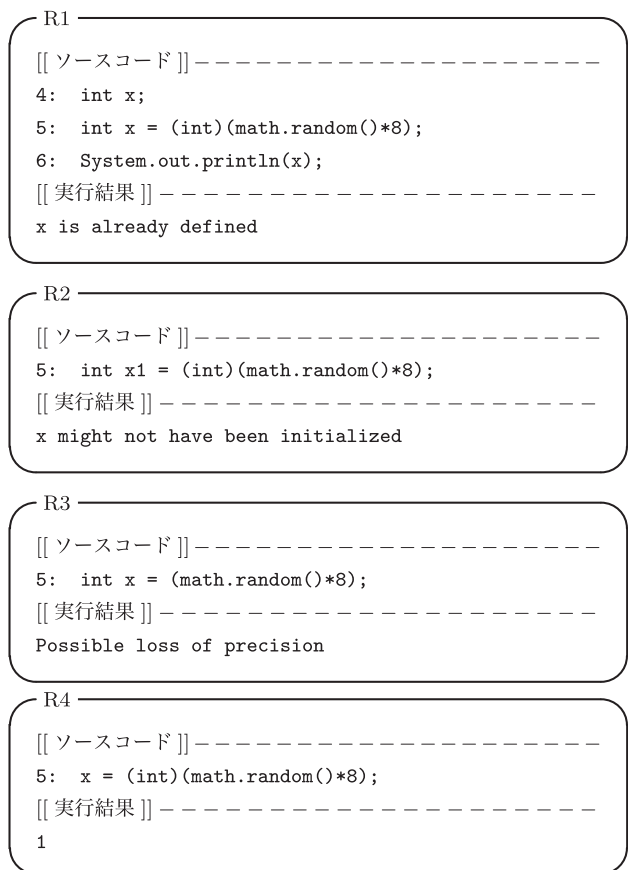 R1
[[ ソースコード ]]
4:  int x;
5:  int x = (int)(math.random()*8);
6:  System.out.println(x);
[[ 実行結果 ]]
x is already defined
R2
[[ ソースコード ]]
5:  int x1 = (int)(math.random()*8);
[[ 実行結果 ]]
x might not have been initialized
R3
[[ ソースコード ]]
5:  int x = (math.random()*8);
[[ 実行結果 ]]
Possible loss of precision
R4
[[ ソースコード ]]
5:  x = (int)(math.random()*8);
[[ 実行結果 ]]
1